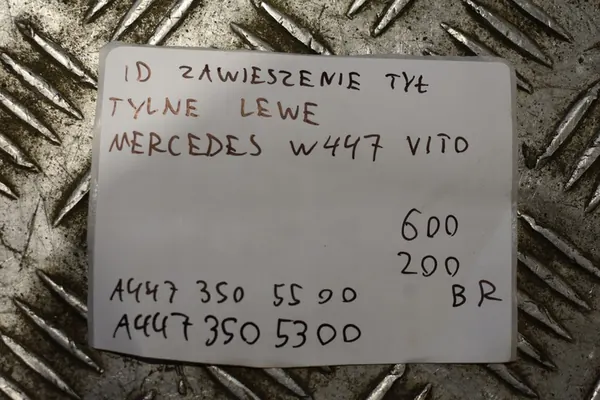 ID ZAWIESZENIE TYŁ
TYLNE LEWE
MERCEDES W447 VITO
600
200
A447 350 55 00 BR
A447 350 5300